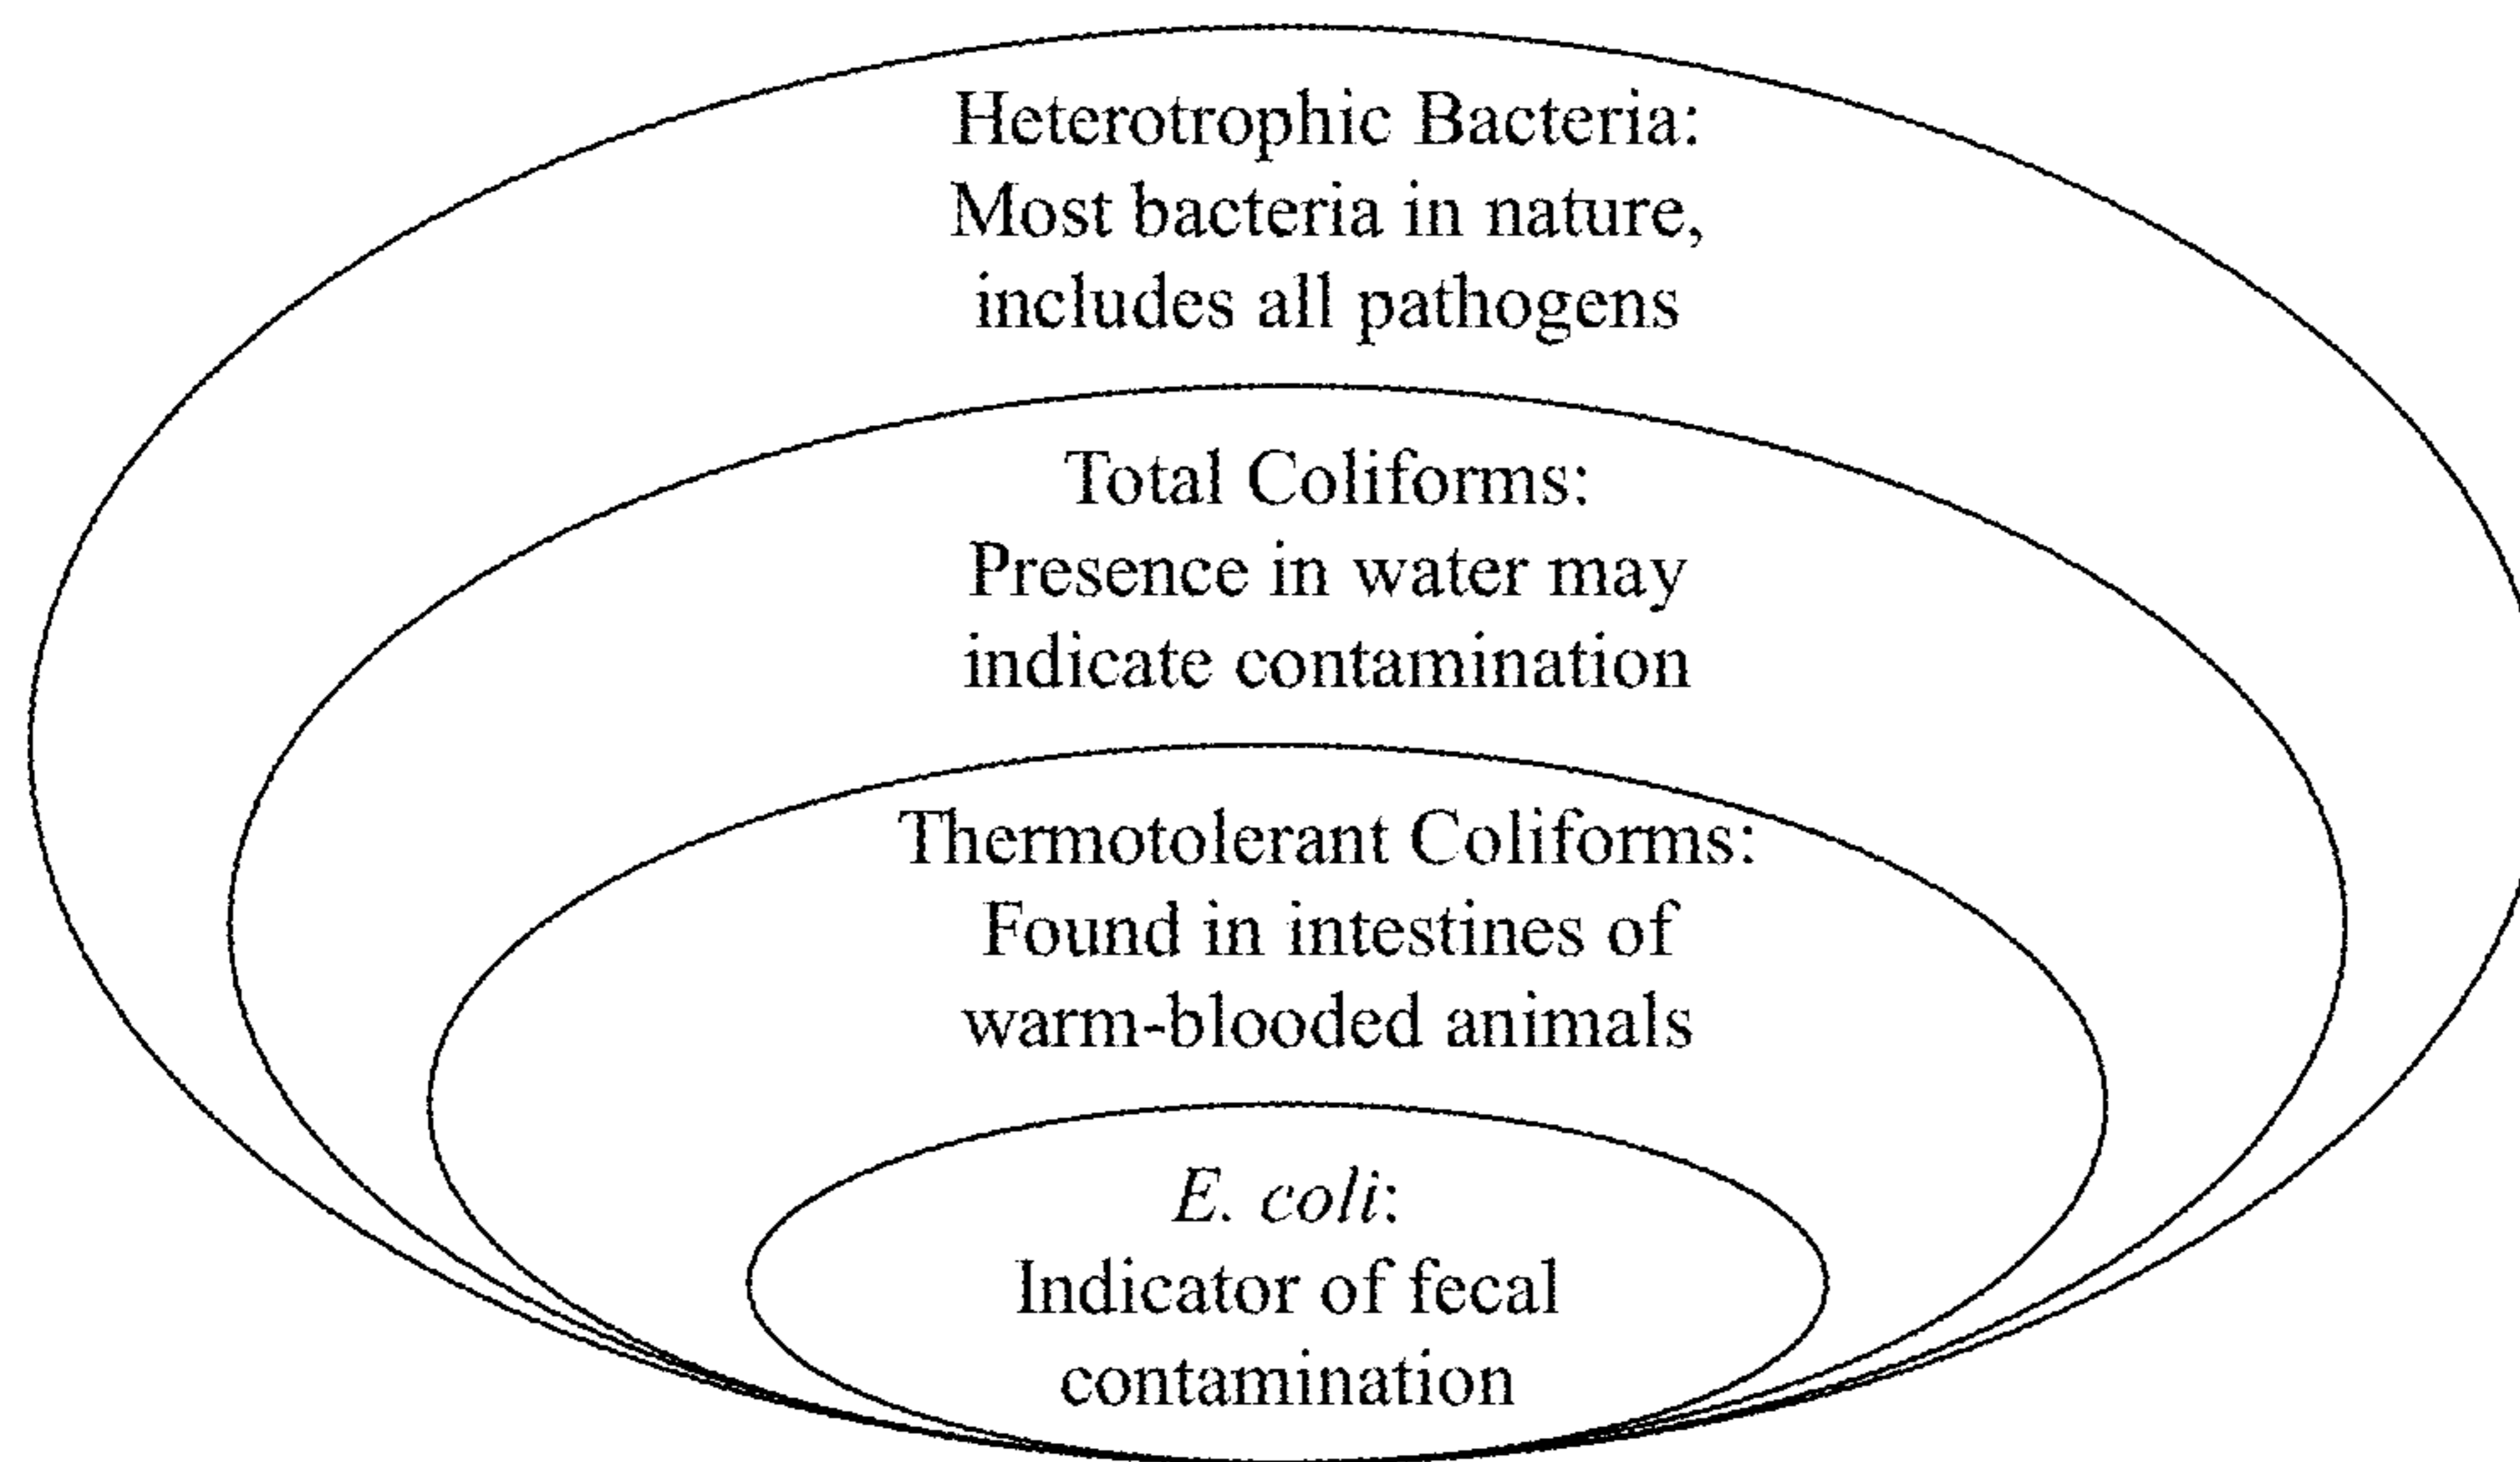 Heterotrophic Bacteria:
Most bacteria in nature,
includes all pathogens
Total Coliforms:
Presence in water may
indicate contamination
Thermotolerant Coliforms:
Found in intestines of
warm-blooded animals
E. coli:
Indicator of fecal
contamination